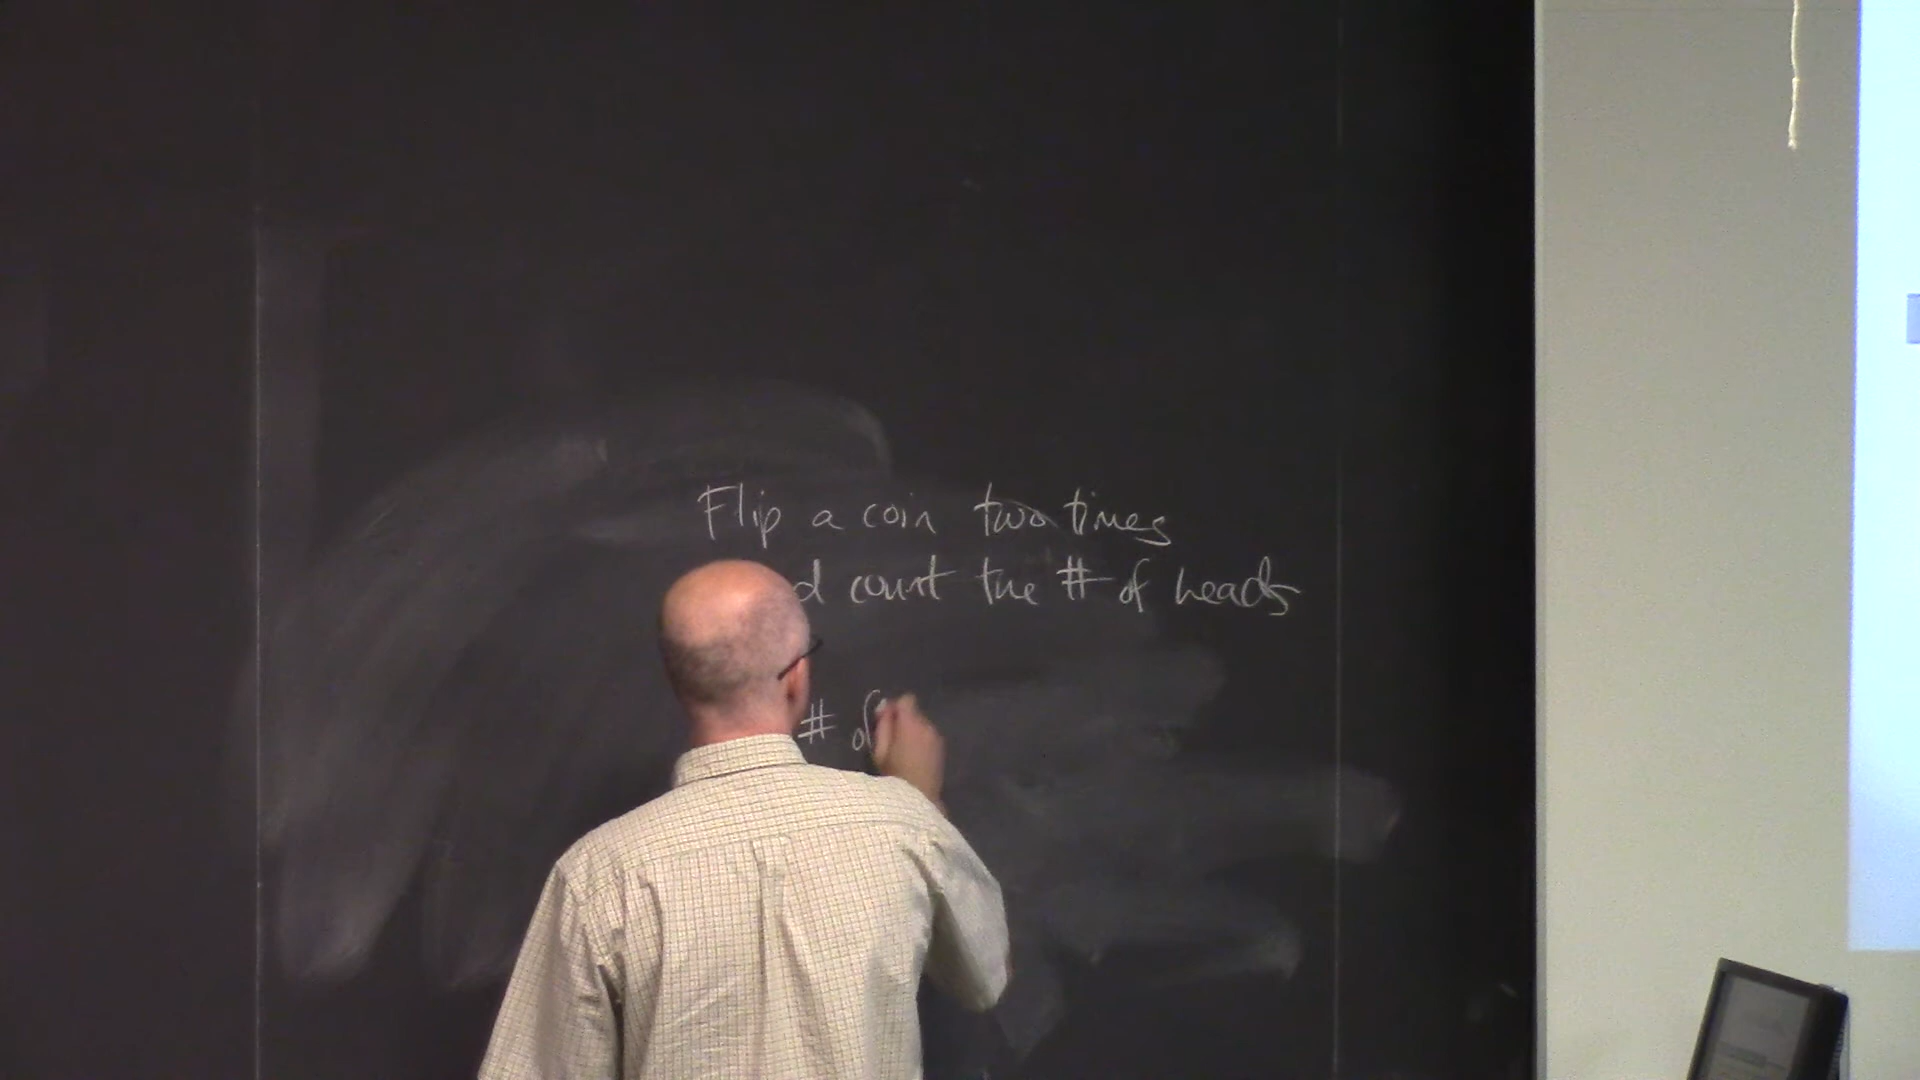 Flip a coin two times
d count the # of heads
# of